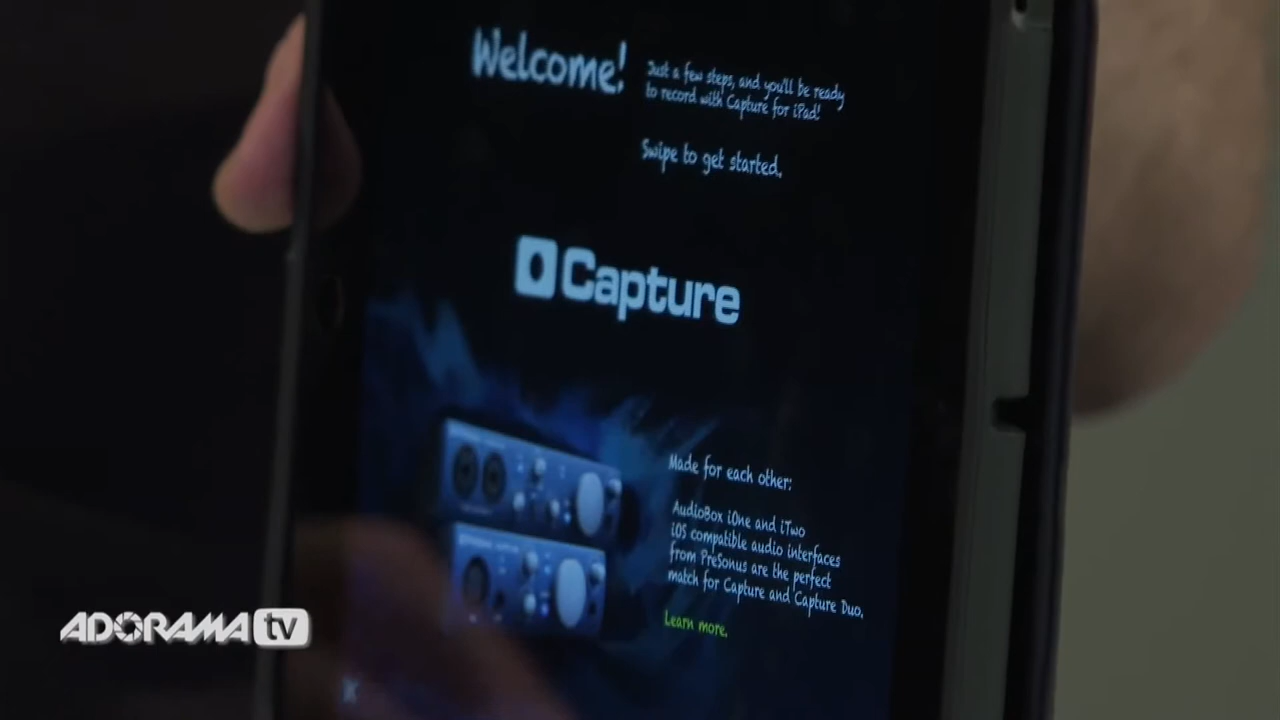 Welcome!
Just a few steps, and you'll be ready
to record with Capture for iPad!
Swipe to get started.
Capture
Made for each other:
AudioBox iOne and iTwo
iOS compatible audio interfaces
from PreSonus are the perfect
match for Capture and Capture Duo.
Learn more.
ADORAMA tv